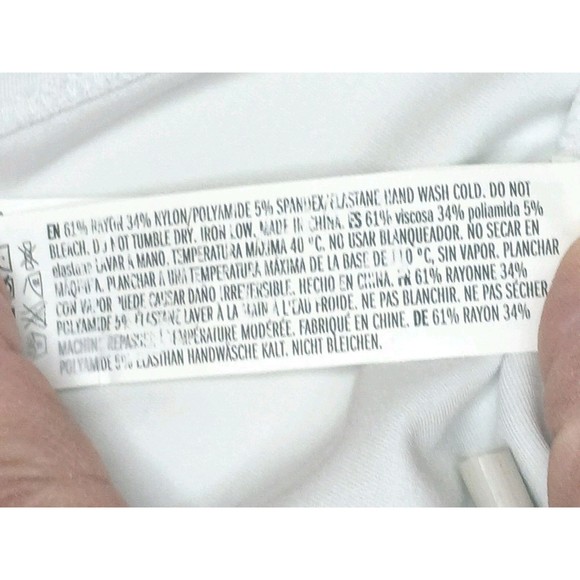 EN 61% RAYON 34% NYLON/POLYAMIDE 5% SPANDEX/ELASTANE HAND WASH COLD. DO NOT
BLEACH. DO NOT TUMBLE DRY. IRON LOW. MADE IN CHINA. ES 61% viscosa 34% poliamida 5%
elastano LAVAR A MANO. TEMPERATURA MÁXIMA 40 °C. NO USAR BLANQUEADOR. NO SECAR EN
MÁQUINA. PLANCHAR A UNA TEMPERATURA MÁXIMA DE LA BASE DE 110 °C, SIN VAPOR. PLANCHAR
CON VAPOR PUEDE CAUSAR DAÑO IRREVERSIBLE. HECHO EN CHINA. FR 61% RAYONNE 34%
POLYAMIDE 5% ÉLASTANE LAVER À LA MAIN À L'EAU FROIDE. NE PAS BLANCHIR. NE PAS SÉCHER
MACHINE. REPASSER TEMPÉRATURE MODÉRÉE. FABRIQUÉ EN CHINE. DE 61% RAYON 34%
POLYAMIDE 5% ELASTHAN HANDWÄSCHE KALT. NICHT BLEICHEN.